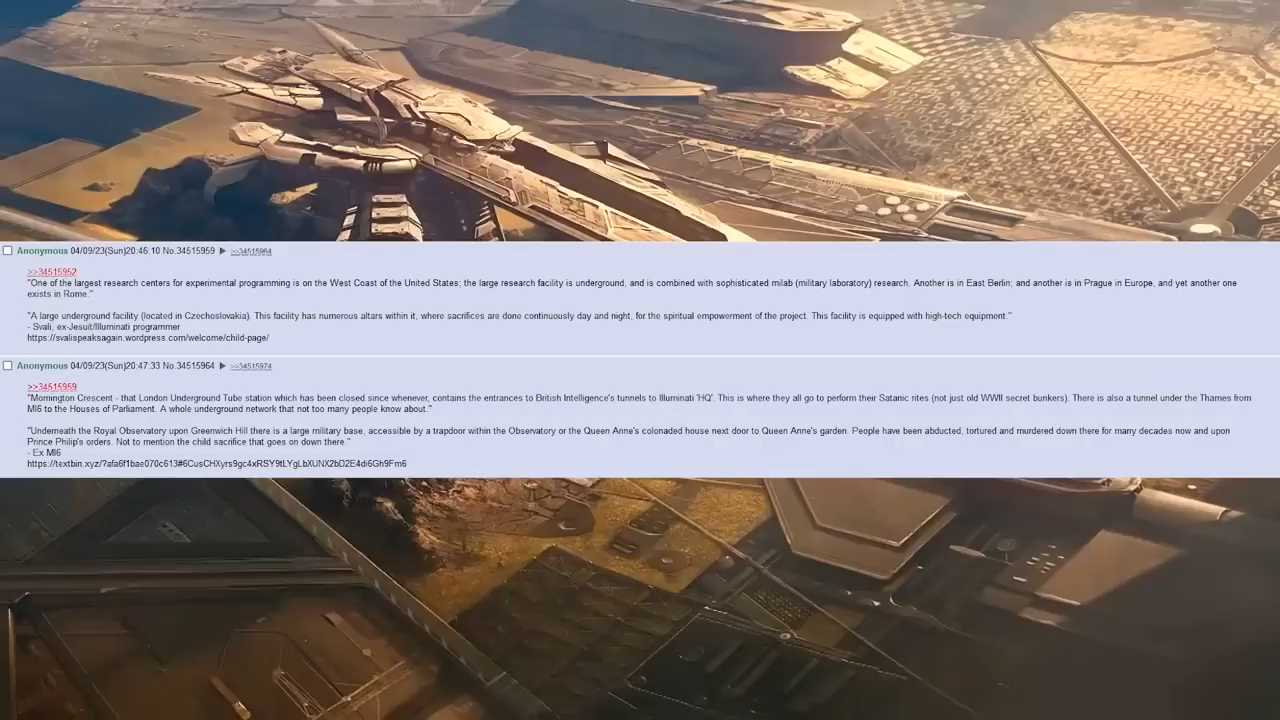 Anonymous 04/09/23(Sun)20:46:10 No.34515959 ▶ >>34515964
>>34515952
"One of the largest research centers for experimental programming is on the West Coast of the United States; the large research facility is underground, and is combined with sophisticated milab (military laboratory) research. Another is in East Berlin; and another is in Prague in Europe, and yet another one
exists in Rome."
"A large underground facility (located in Czechoslovakia). This facility has numerous altars within it, where sacrifices are done continuously day and night, for the spiritual empowerment of the project. This facility is equipped with high-tech equipment."
- Svali, ex-Jesuit/Illuminati programmer
https://svalispeaksagain.wordpress.com/welcome/child-page/
Anonymous 04/09/23(Sun)20:47:33 No.34515964 ▶ >>34515974
>>34515959
"Mornington Crescent - that London Underground Tube station which has been closed since whenever, contains the entrances to British Intelligence's tunnels to Illuminati 'HQ'. This is where they all go to perform their Satanic rites (not just old WWII secret bunkers). There is also a tunnel under the Thames from
MI6 to the Houses of Parliament. A whole underground network that not too many people know about."
"Underneath the Royal Observatory upon Greenwich Hill there is a large military base, accessible by a trapdoor within the Observatory or the Queen Anne's colonaded house next door to Queen Anne's garden. People have been abducted, tortured and murdered down there for many decades now and upon
Prince Philip's orders. Not to mention the child sacrifice that goes on down there."
- Ex MI6
https://textbin.xyz/?afa6f1bae070c613#6CusCHXyrs9gc4xRSY9tLYgLbXUNX2bD2E4di6Gh9Fm6